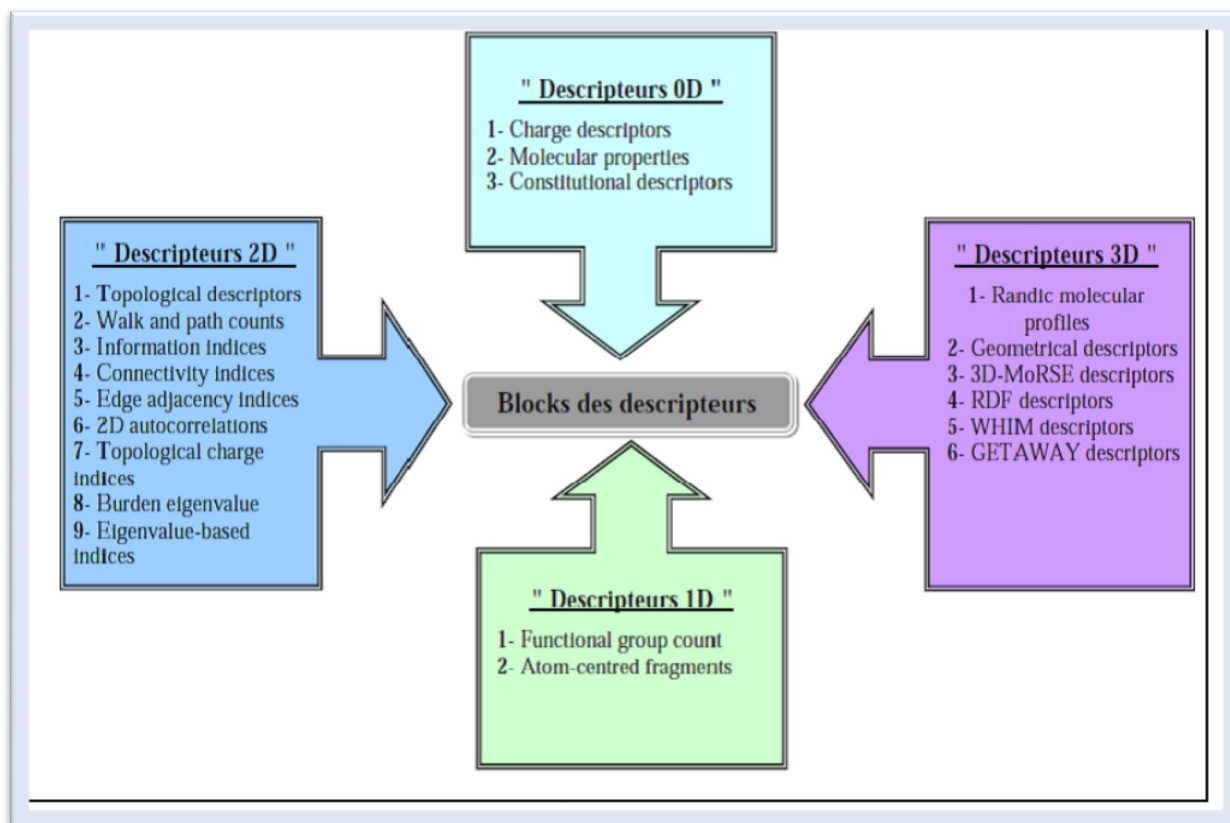 " Descripteurs 0D "
1- Charge descriptors
2- Molecular properties
3- Constitutional descriptors
" Descripteurs 2D "
1- Topological descriptors
2- Walk and path counts
3- Information indices
4- Connectivity indices
5- Edge adjacency indices
6- 2D autocorrelations
7- Topological charge
indices
8- Burden eigenvalue
9- Eigenvalue-based
indices
Blocks des descripteurs
" Descripteurs 3D "
1- Randic molecular
profiles
2- Geometrical descriptors
3- 3D-MoRSE descriptors
4- RDF descriptors
5- WHIM descriptors
6- GETAWAY descriptors
" Descripteurs 1D "
1- Functional group count
2- Atom-centred fragments